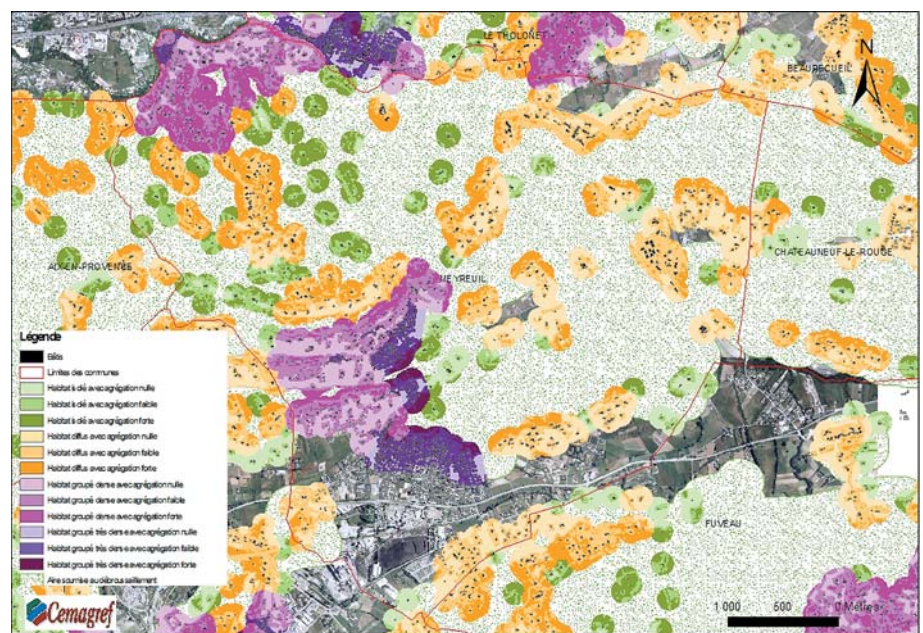 LE THOLONET
N
BEAURECUEIL
AIX-EN-PROVENCE
MEYREUIL
CHATEAUNEUF-LE-ROUGE
Légende
Bâtis
Limites des communes
Habitat isolé avec agrégation nulle
Habitat isolé avec agrégation faible
Habitat isolé avec agrégation forte
Habitat diffus avec agrégation nulle
Habitat diffus avec agrégation faible
Habitat diffus avec agrégation forte
Habitat groupé dense avec agrégation nulle
Habitat groupé dense avec agrégation faible
Habitat groupé dense avec agrégation forte
Habitat groupé très dense avec agrégation nulle
Habitat groupé très dense avec agrégation faible
Habitat groupé très dense avec agrégation forte
Aire soumise au débroussaillement
FUVEAU
Cemagref
1 000 500 0 Mètres